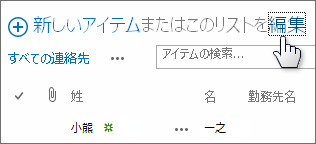 新しいアイテムまたはこのリストを編集
すべての連絡先 ••• アイテムの検索...
姓 名 勤務先名
小熊 ••• 一之